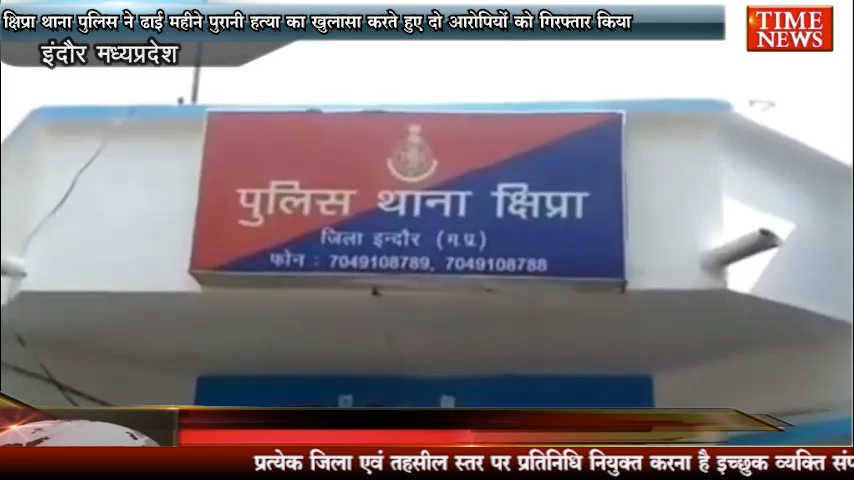 क्षिप्रा थाना पुलिस ने ढाई महीने पुरानी हत्या का खुलासा करते हुए दो आरोपियों को गिरफ्तार किया
TIME
NEWS
इंदौर मध्यप्रदेश
पुलिस थाना क्षिप्रा
जिला इन्दौर (म.प्र.)
फोन : 7049108789, 7049108788
प्रत्येक जिला एवं तहसील स्तर पर प्रतिनिधि नियुक्त करना है इच्छुक व्यक्ति संप